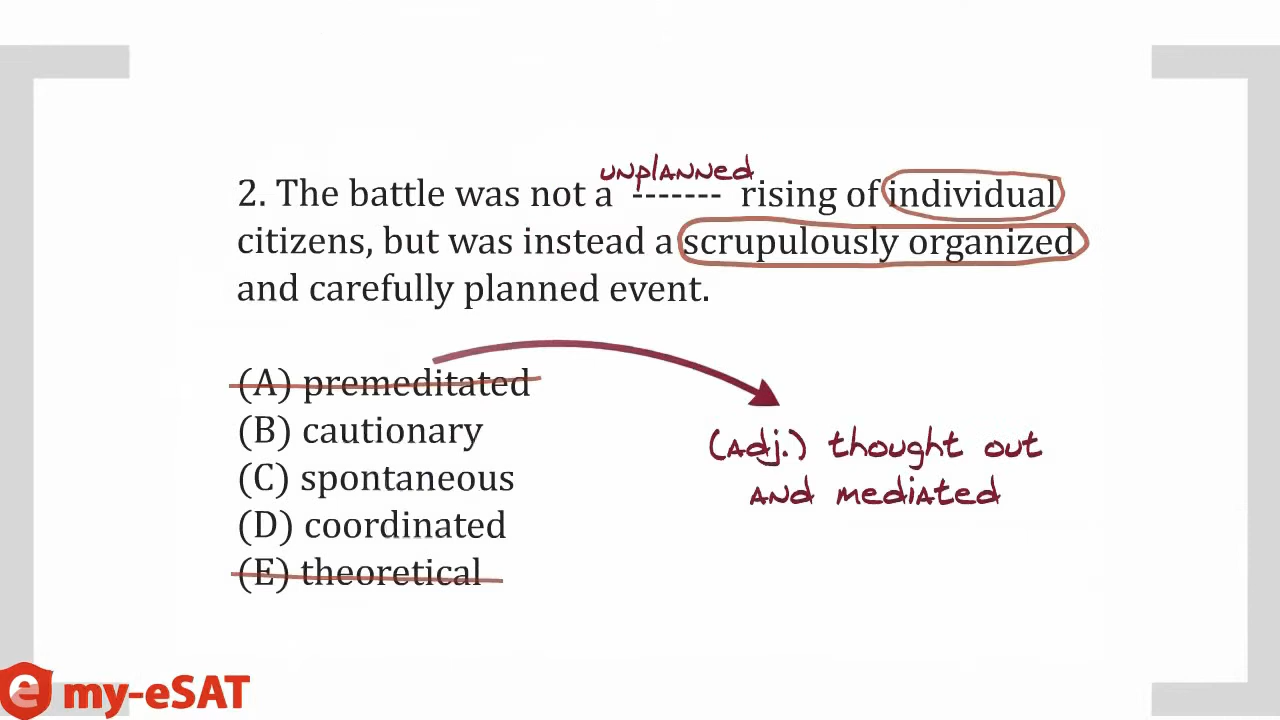 unplanned
2. The battle was not a ------- rising of individual
citizens, but was instead a scrupulously organized
and carefully planned event.
(A) premeditated
(B) cautionary
(C) spontaneous
(D) coordinated
(E) theoretical
(Adj.) thought out
and mediated
e my-eSAT